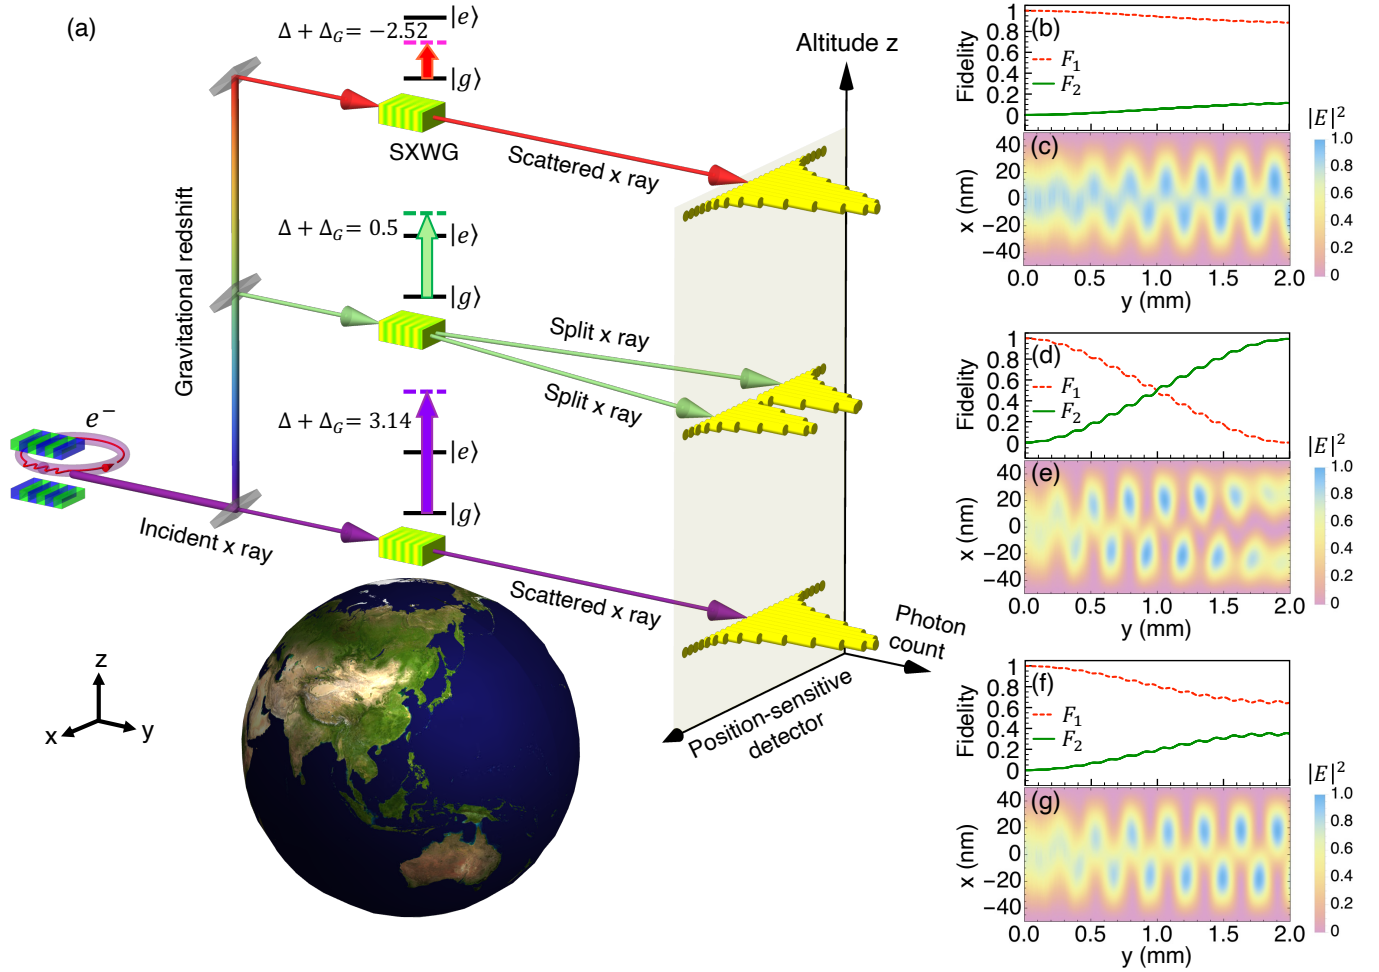 (a)
Δ + Δ_G = −2.52
|e⟩
|g⟩
SXWG
Scattered x ray
Altitude z
Gravitational redshift
Δ + Δ_G = 0.5
|e⟩
|g⟩
Split x ray
Split x ray
Δ + Δ_G = 3.14
|e⟩
|g⟩
e⁻
Incident x ray
Scattered x ray
Photon
count
Position-sensitive
detector
z
x
y
(b)
Fidelity
1
0.8
0.6
0.4
0.2
0
F₁
F₂
(c)
|E|²
x (nm)
40
20
0
−20
−40
0.0 0.5 1.0 1.5 2.0
y (mm)
1.0
0.8
0.6
0.4
0.2
0
(d)
Fidelity
1
0.8
0.6
0.4
0.2
0
F₁
F₂
(e)
|E|²
x (nm)
40
20
0
−20
−40
0.0 0.5 1.0 1.5 2.0
y (mm)
1.0
0.8
0.6
0.4
0.2
0
(f)
Fidelity
1
0.8
0.6
0.4
0.2
0
F₁
F₂
(g)
|E|²
x (nm)
40
20
0
−20
−40
0.0 0.5 1.0 1.5 2.0
y (mm)
1.0
0.8
0.6
0.4
0.2
0